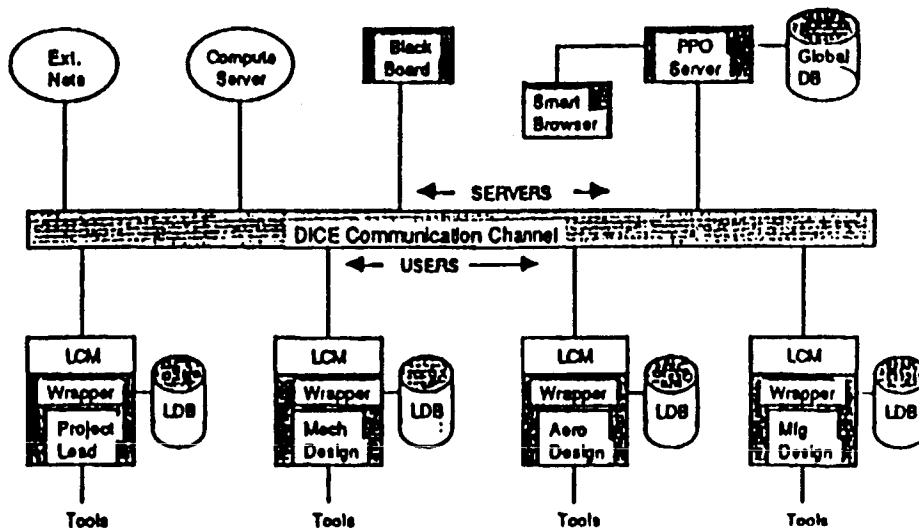 Ext.
Nets
Compute
Server
Black
Board
PPO
Server
Global
DB
Smart
Browser
SERVERS
DICE Communication Channel
USERS
LCM
Wrapper
Project
Lead
LDB
Tools
LCM
Wrapper
Mech
Design
LDB
Tools
LCM
Wrapper
Aero
Design
LDB
Tools
LCM
Wrapper
Mfg
Design
LDB
Tools